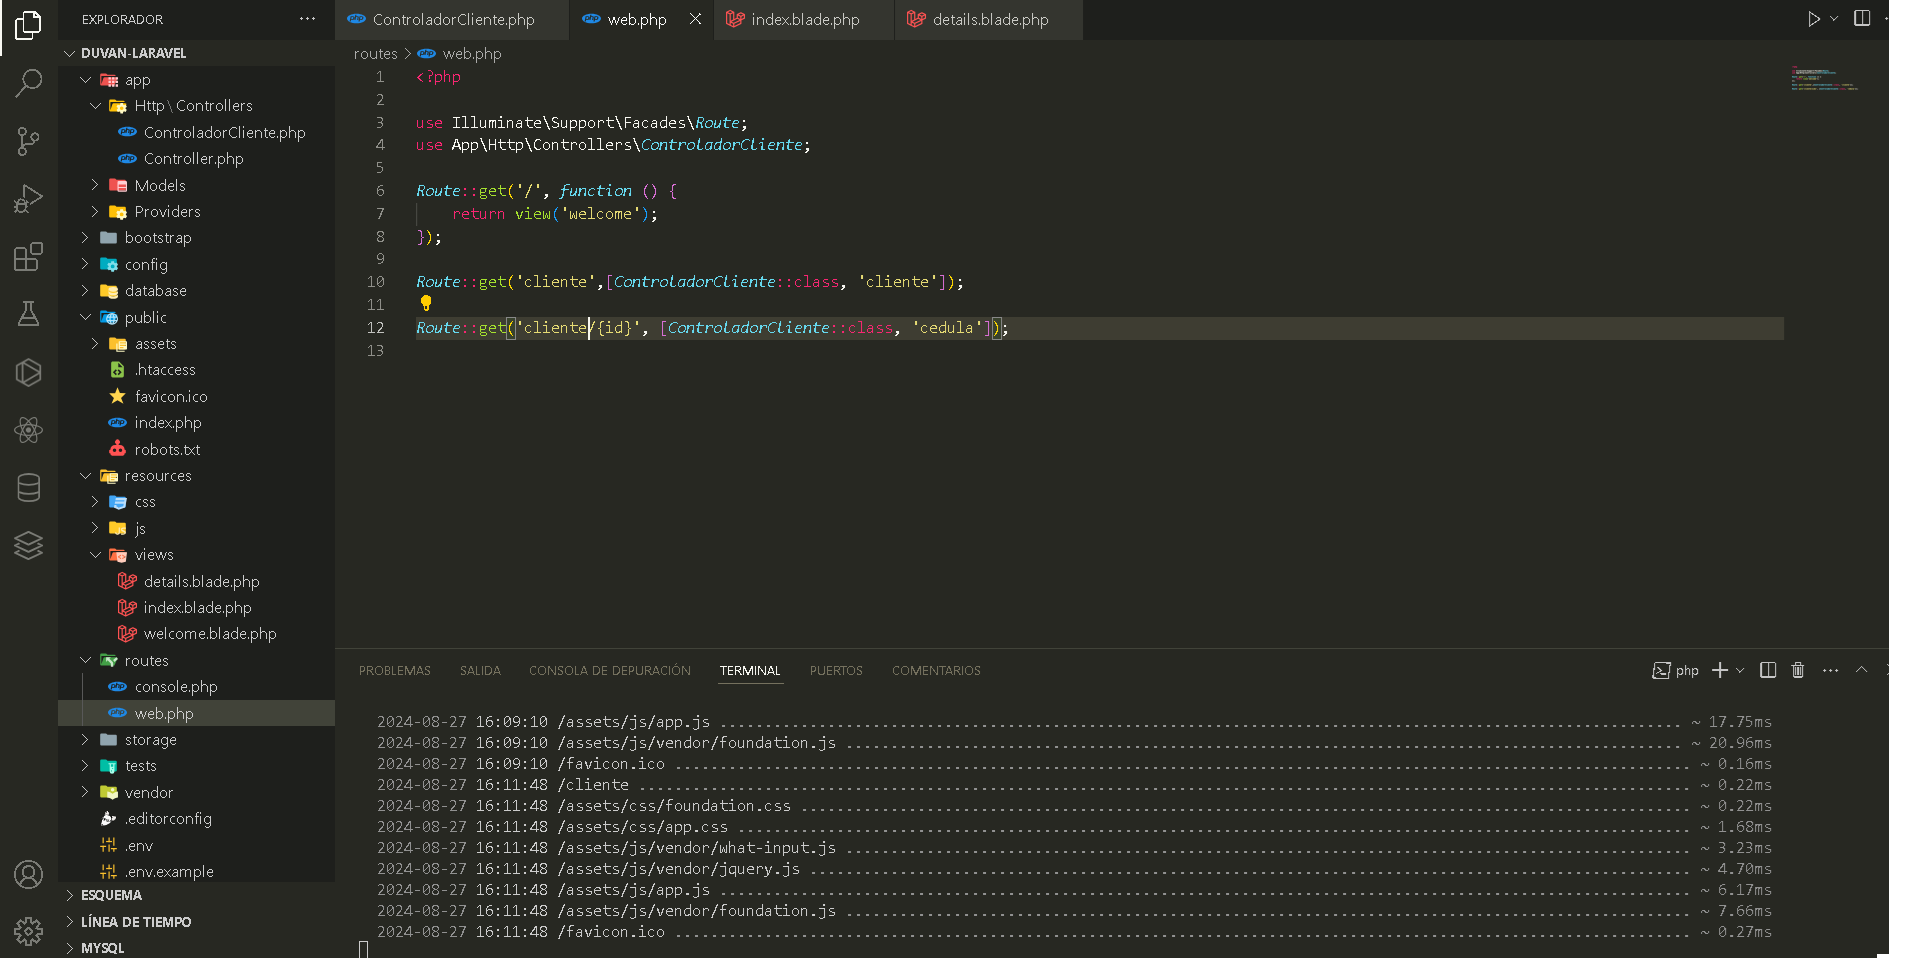 EXPLORADOR
DUVAN-LARAVEL
app
Http\Controllers
ControladorCliente.php
Controller.php
Models
Providers
bootstrap
config
database
public
assets
.htaccess
favicon.ico
index.php
robots.txt
resources
css
js
views
details.blade.php
index.blade.php
welcome.blade.php
routes
console.php
web.php
storage
tests
vendor
.editorconfig
.env
.env.example
ESQUEMA
LÍNEA DE TIEMPO
MYSQL
ControladorCliente.php web.php index.blade.php details.blade.php
routes > web.php
1 <?php
2
3 use Illuminate\Support\Facades\Route;
4 use App\Http\Controllers\ControladorCliente;
5
6 Route::get('/', function () {
7 return view('welcome');
8 });
9
10 Route::get('cliente',[ControladorCliente::class, 'cliente']);
11
12 Route::get('cliente/{id}', [ControladorCliente::class, 'cedula']);
13
PROBLEMAS SALIDA CONSOLA DE DEPURACIÓN TERMINAL PUERTOS COMENTARIOS php
2024-08-27 16:09:10 /assets/js/app.js ~ 17.75ms
2024-08-27 16:09:10 /assets/js/vendor/foundation.js ~ 20.96ms
2024-08-27 16:09:10 /favicon.ico ~ 0.16ms
2024-08-27 16:11:48 /cliente ~ 0.22ms
2024-08-27 16:11:48 /assets/css/foundation.css ~ 0.22ms
2024-08-27 16:11:48 /assets/css/app.css ~ 1.68ms
2024-08-27 16:11:48 /assets/js/vendor/what-input.js ~ 3.23ms
2024-08-27 16:11:48 /assets/js/vendor/jquery.js ~ 4.70ms
2024-08-27 16:11:48 /assets/js/app.js ~ 6.17ms
2024-08-27 16:11:48 /assets/js/vendor/foundation.js ~ 7.66ms
2024-08-27 16:11:48 /favicon.ico ~ 0.27ms